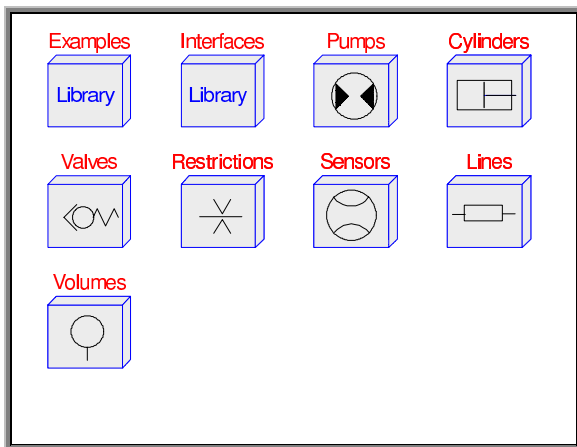 Examples Interfaces Pumps Cylinders
Library Library
Valves Restrictions Sensors Lines
Volumes